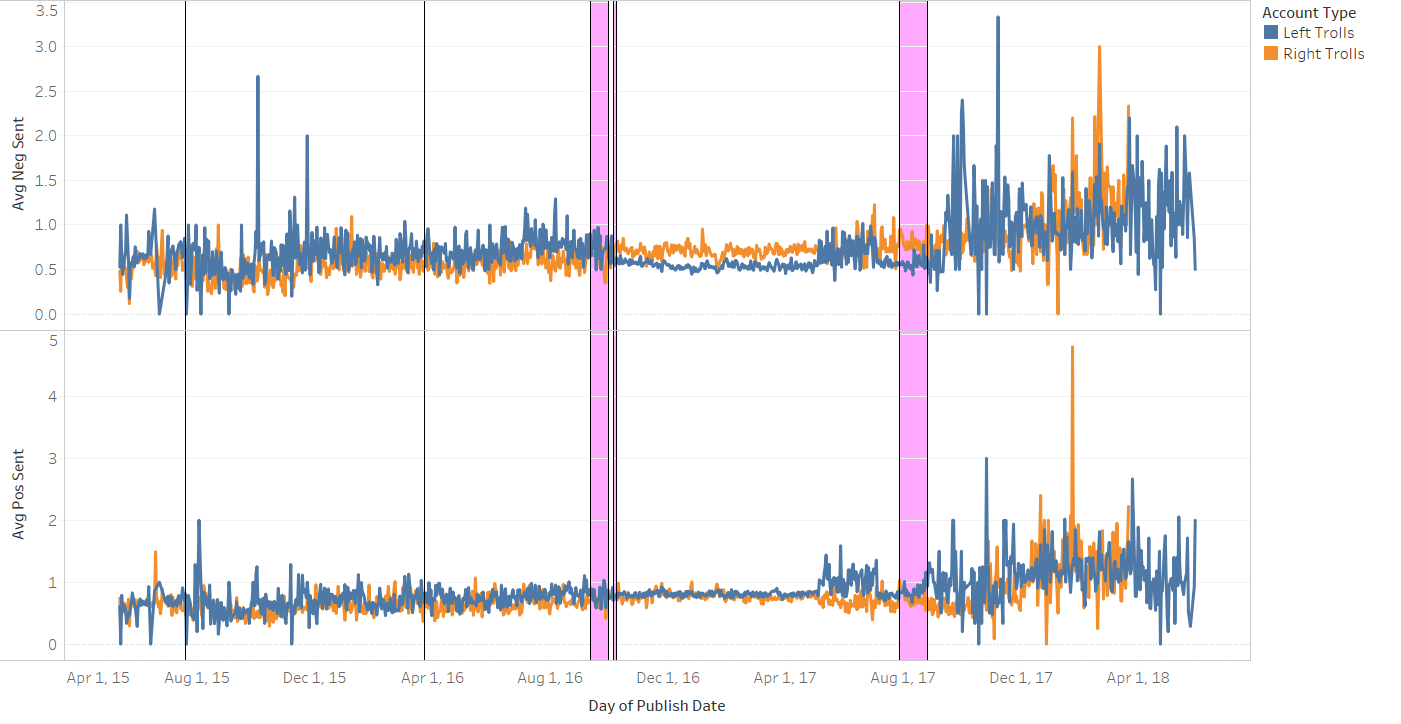 Account Type
Left Trolls
Right Trolls
Avg Neg Sent
3.5
3.0
2.5
2.0
1.5
1.0
0.5
0.0
Avg Pos Sent
5
4
3
2
1
0
Apr 1, 15 Aug 1, 15 Dec 1, 15 Apr 1, 16 Aug 1, 16 Dec 1, 16 Apr 1, 17 Aug 1, 17 Dec 1, 17 Apr 1, 18
Day of Publish Date